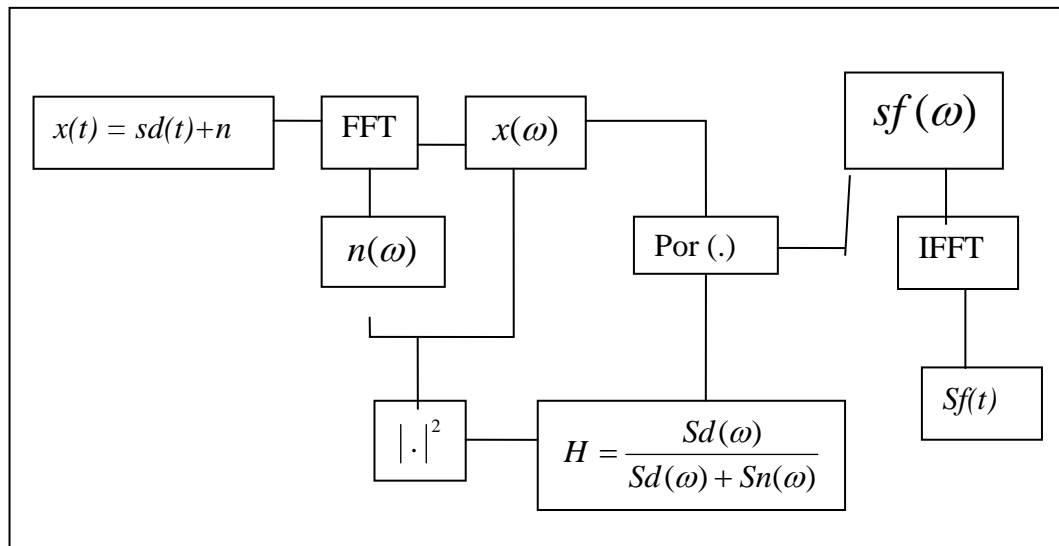 x(t) = sd(t)+n
FFT
x(ω)
sf(ω)
n(ω)
Por (.)
IFFT
|.|²
H = Sd(ω) / Sd(ω) + Sn(ω)
Sf(t)